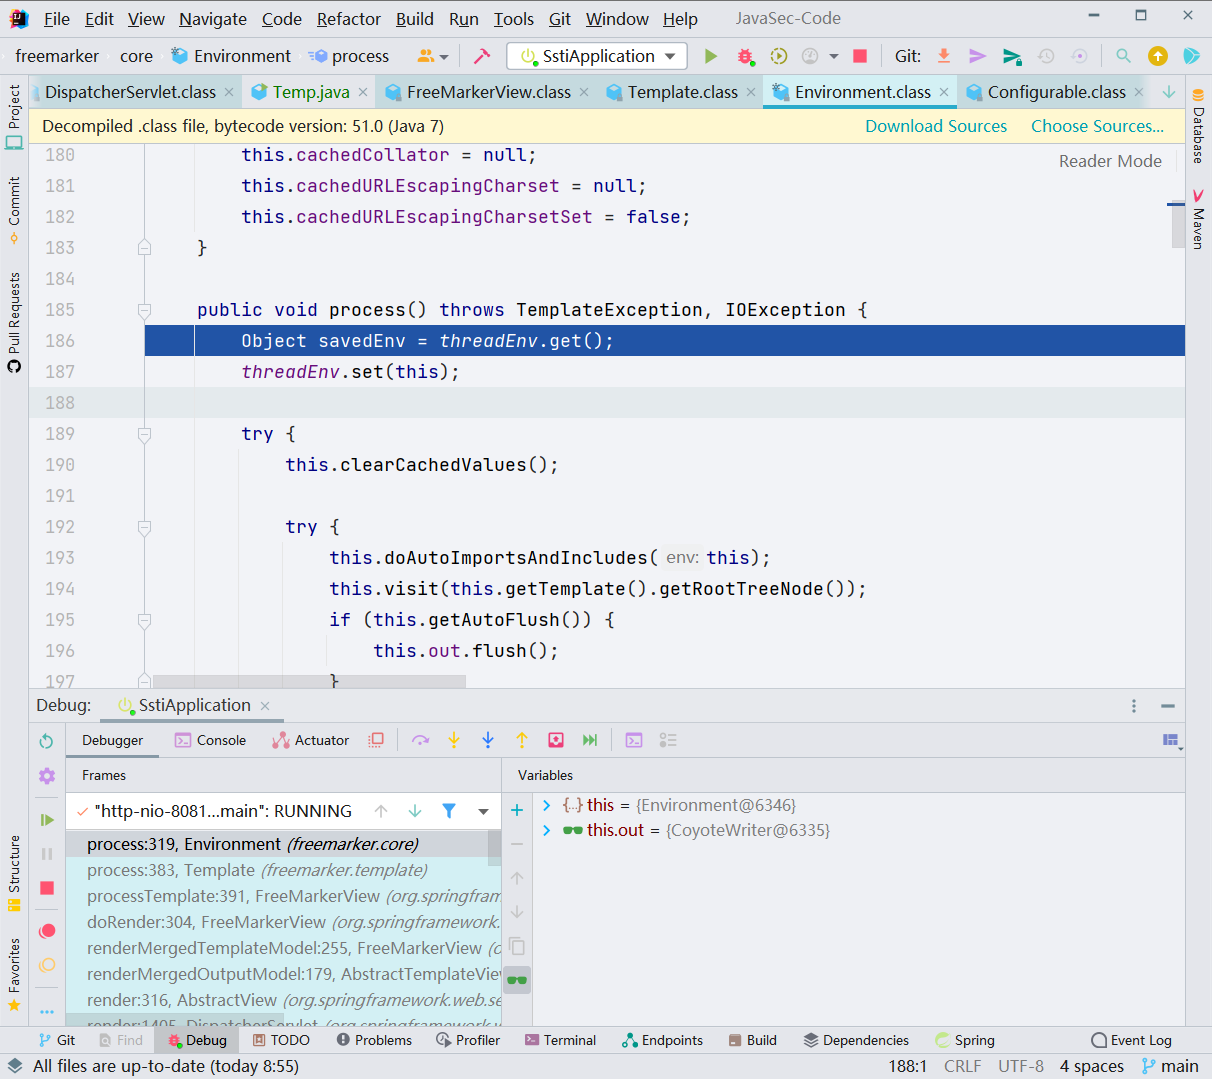 File Edit View Navigate Code Refactor Build Run Tools Git Window Help JavaSec-Code
freemarker core Environment process SstiApplication Git:
DispatcherServlet.class Temp.java FreeMarkerView.class Template.class Environment.class Configurable.class
Decompiled .class file, bytecode version: 51.0 (Java 7) Download Sources Choose Sources...
Reader Mode
180 this.cachedCollator = null;
181 this.cachedURLEscapingCharset = null;
182 this.cachedURLEscapingCharsetSet = false;
183 }
184
185 public void process() throws TemplateException, IOException {
186 Object savedEnv = threadEnv.get();
187 threadEnv.set(this);
188
189 try {
190 this.clearCachedValues();
191
192 try {
193 this.doAutoImportsAndIncludes( env: this);
194 this.visit(this.getTemplate().getRootTreeNode());
195 if (this.getAutoFlush()) {
196 this.out.flush();
197 }
Project
Commit
Pull Requests
Structure
Favorites
Database
Maven
Debug: SstiApplication
Debugger Console Actuator
Frames Variables
"http-nio-8081...main": RUNNING
process:319, Environment (freemarker.core)
process:383, Template (freemarker.template)
processTemplate:391, FreeMarkerView (org.springfram
doRender:304, FreeMarkerView (org.springframework.
renderMergedTemplateModel:255, FreeMarkerView (o
renderMergedOutputModel:179, AbstractTemplateVie
render:316, AbstractView (org.springframework.web.se
render:1405, DispatcherServlet (org.springframework.w
this = {Environment@6346}
this.out = {CoyoteWriter@6335}
Git Find Debug TODO Problems Profiler Terminal Endpoints Build Dependencies Spring Event Log
All files are up-to-date (today 8:55) 188:1 CRLF UTF-8 4 spaces main